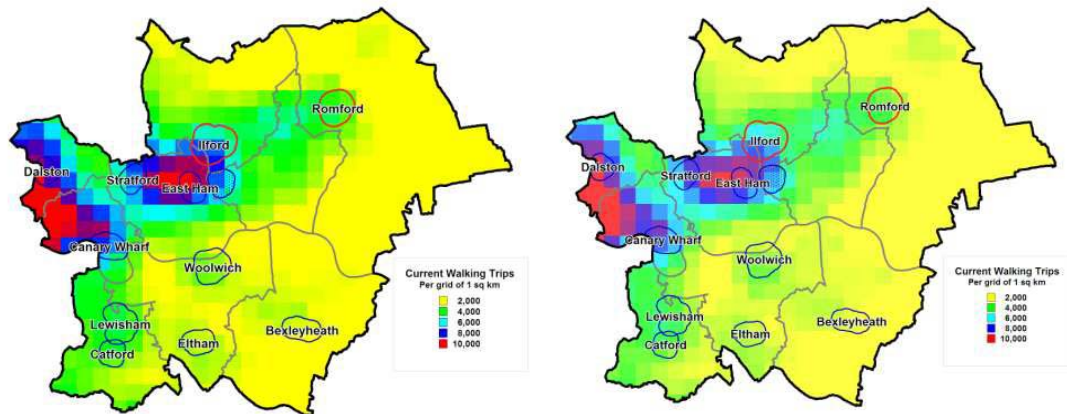 Romford
Ilford
Dalston
Stratford
East Ham
Canary Wharf
Woolwich
Lewisham
Catford
Eltham
Bexleyheath
Current Walking Trips
Per grid of 1 sq km
2,000
4,000
6,000
8,000
10,000
Romford
Ilford
Dalston
Stratford
East Ham
Canary Wharf
Woolwich
Lewisham
Catford
Eltham
Bexleyheath
Current Walking Trips
Per grid of 1 sq km
2,000
4,000
6,000
8,000
10,000